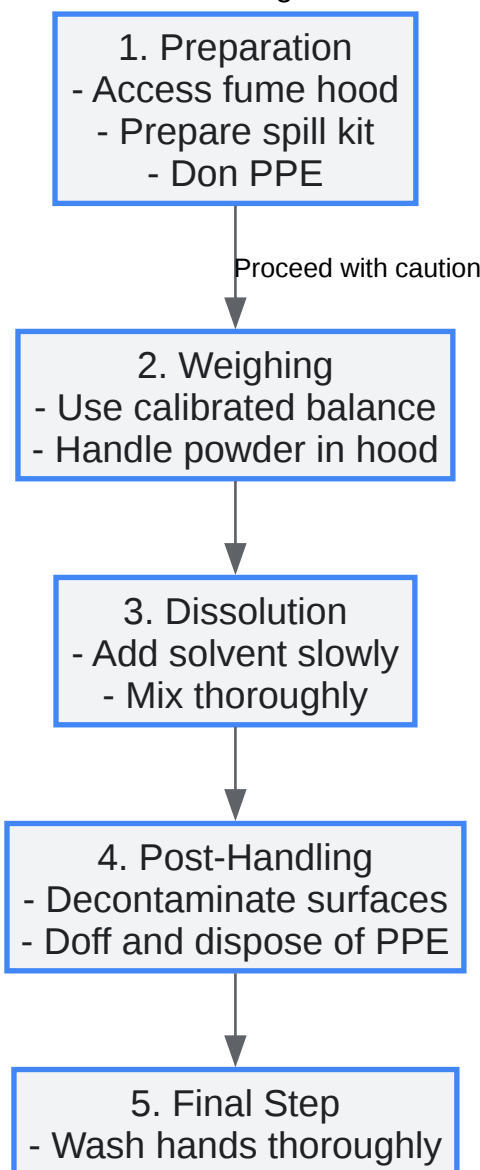 1. Preparation
- Access fume hood
- Prepare spill kit
- Don PPE
Proceed with caution
2. Weighing
- Use calibrated balance
- Handle powder in hood
3. Dissolution
- Add solvent slowly
- Mix thoroughly
4. Post-Handling
- Decontaminate surfaces
- Doff and dispose of PPE
5. Final Step
- Wash hands thoroughly